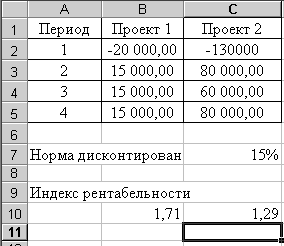 A B C
1 Период Проект 1 Проект 2
2 1 -20 000,00 -130000
3 2 15 000,00 80 000,00
4 3 15 000,00 60 000,00
5 4 15 000,00 80 000,00
6
7 Норма дисконтирован 15%
8
9 Индекс рентабельности
10 1,71 1,29
11